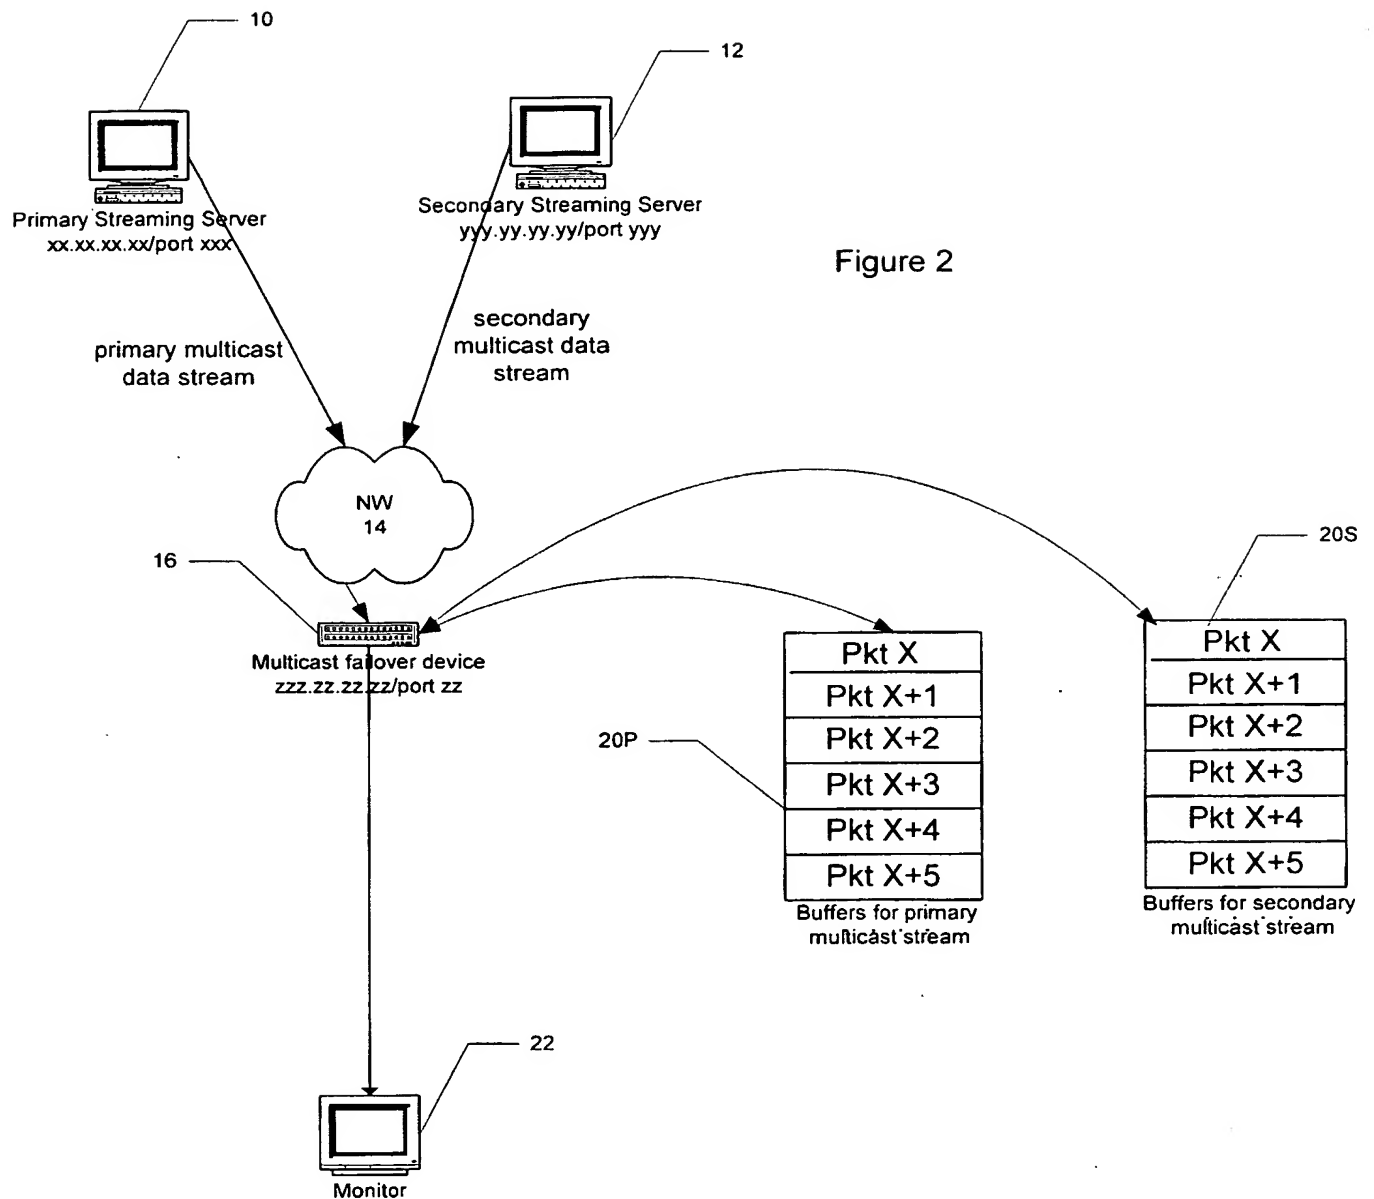 10
12
Primary Streaming Server
xx.xx.xx.xx/port xxx
Secondary Streaming Server
yyy.yy.yy.yy/port yyy
Figure 2
primary multicast
data stream
secondary
multicast data
stream
NW
14
16
Multicast failover device
zzz.zz.zz.zz/port zz
20P
Pkt X
Pkt X+1
Pkt X+2
Pkt X+3
Pkt X+4
Pkt X+5
Buffers for primary
multicast stream
20S
Pkt X
Pkt X+1
Pkt X+2
Pkt X+3
Pkt X+4
Pkt X+5
Buffers for secondary
multicast stream
22
Monitor